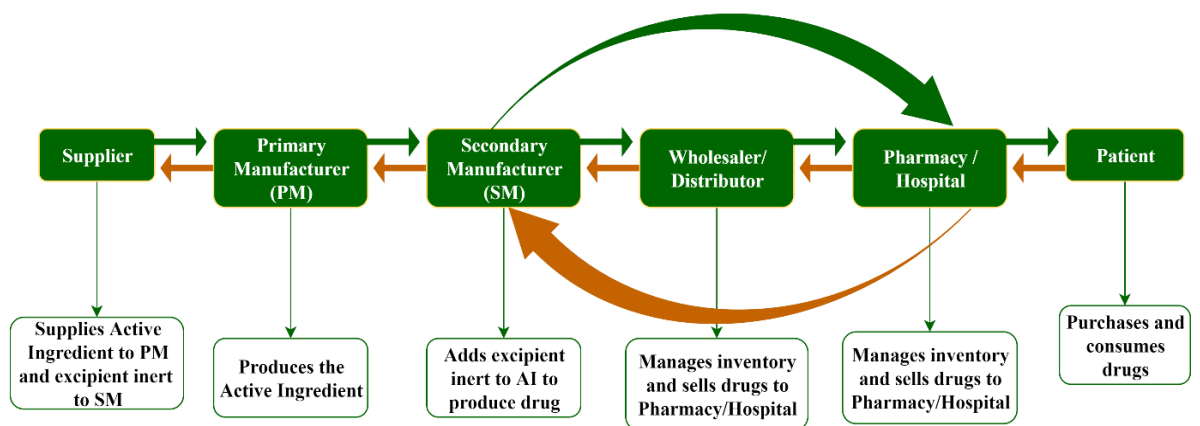 Supplier
Primary
Manufacturer
(PM)
Secondary
Manufacturer
(SM)
Wholesaler/
Distributor
Pharmacy /
Hospital
Patient
Supplies Active
Ingredient to PM
and excipient inert
to SM
Produces the
Active Ingredient
Adds excipient
inert to AI to
produce drug
Manages inventory
and sells drugs to
Pharmacy/Hospital
Manages inventory
and sells drugs to
Pharmacy/Hospital
Purchases and
consumes
drugs